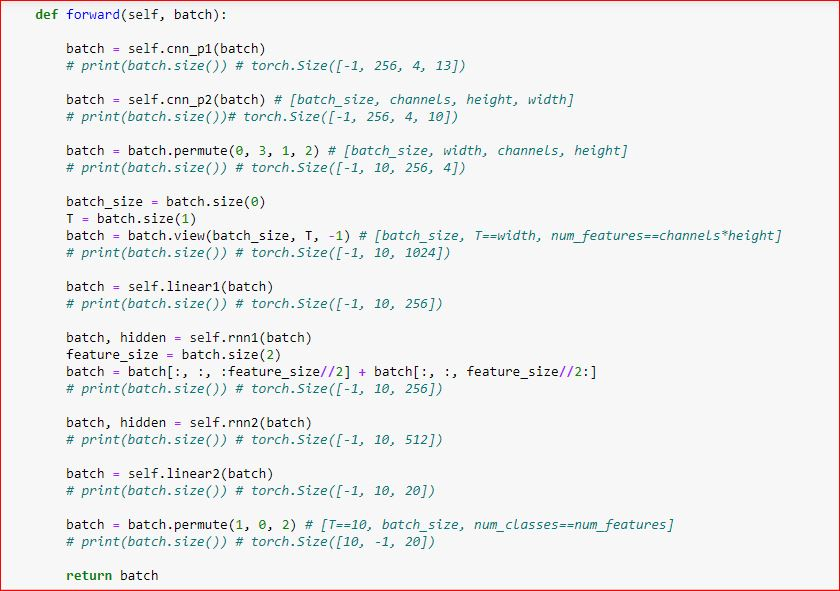 def forward(self, batch):
batch = self.cnn_p1(batch)
# print(batch.size()) # torch.Size([-1, 256, 4, 13])
batch = self.cnn_p2(batch) # [batch_size, channels, height, width]
# print(batch.size())# torch.Size([-1, 256, 4, 10])
batch = batch.permute(0, 3, 1, 2) # [batch_size, width, channels, height]
# print(batch.size()) # torch.Size([-1, 10, 256, 4])
batch_size = batch.size(0)
T = batch.size(1)
batch = batch.view(batch_size, T, -1) # [batch_size, T==width, num_features==channels*height]
# print(batch.size()) # torch.Size([-1, 10, 1024])
batch = self.linear1(batch)
# print(batch.size()) # torch.Size([-1, 10, 256])
batch, hidden = self.rnn1(batch)
feature_size = batch.size(2)
batch = batch[:, :, :feature_size//2] + batch[:, :, feature_size//2:]
# print(batch.size()) # torch.Size([-1, 10, 256])
batch, hidden = self.rnn2(batch)
# print(batch.size()) # torch.Size([-1, 10, 512])
batch = self.linear2(batch)
# print(batch.size()) # torch.Size([-1, 10, 20])
batch = batch.permute(1, 0, 2) # [T==10, batch_size, num_classes==num_features]
# print(batch.size()) # torch.Size([10, -1, 20])
return batch